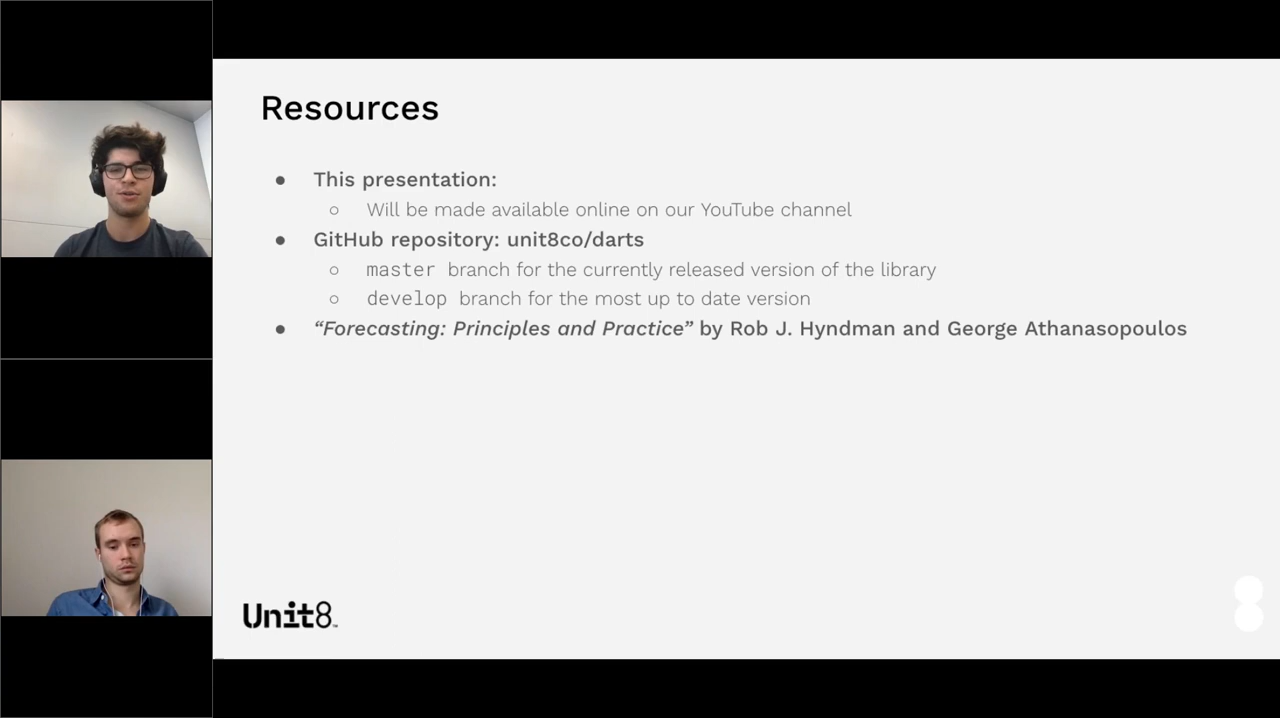 Resources
● This presentation:
○ Will be made available online on our YouTube channel
● GitHub repository: unit8co/darts
○ master branch for the currently released version of the library
○ develop branch for the most up to date version
● “Forecasting: Principles and Practice” by Rob J. Hyndman and George Athanasopoulos
Unit8™